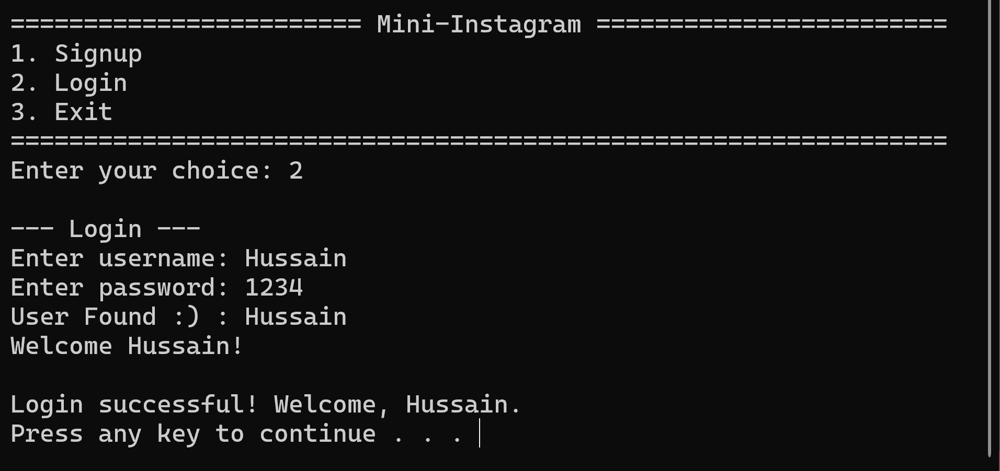 ======================== Mini-Instagram ========================
1. Signup
2. Login
3. Exit
================================================================
Enter your choice: 2
--- Login ---
Enter username: Hussain
Enter password: 1234
User Found :) : Hussain
Welcome Hussain!
Login successful! Welcome, Hussain.
Press any key to continue . . .